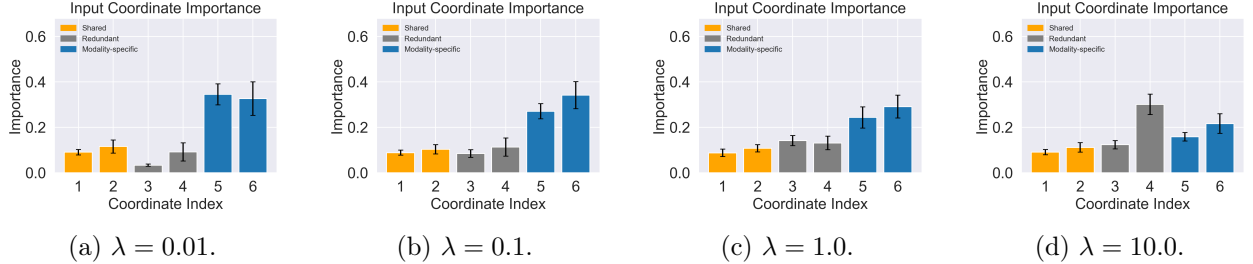 Input Coordinate Importance
Importance
0.6
0.4
0.2
0.0
Shared
Redundant
Modality-specific
1 2 3 4 5 6
Coordinate Index
(a) λ = 0.01.
Input Coordinate Importance
Importance
0.6
0.4
0.2
0.0
Shared
Redundant
Modality-specific
1 2 3 4 5 6
Coordinate Index
(b) λ = 0.1.
Input Coordinate Importance
Importance
0.6
0.4
0.2
0.0
Shared
Redundant
Modality-specific
1 2 3 4 5 6
Coordinate Index
(c) λ = 1.0.
Input Coordinate Importance
Importance
0.6
0.4
0.2
0.0
Shared
Redundant
Modality-specific
1 2 3 4 5 6
Coordinate Index
(d) λ = 10.0.